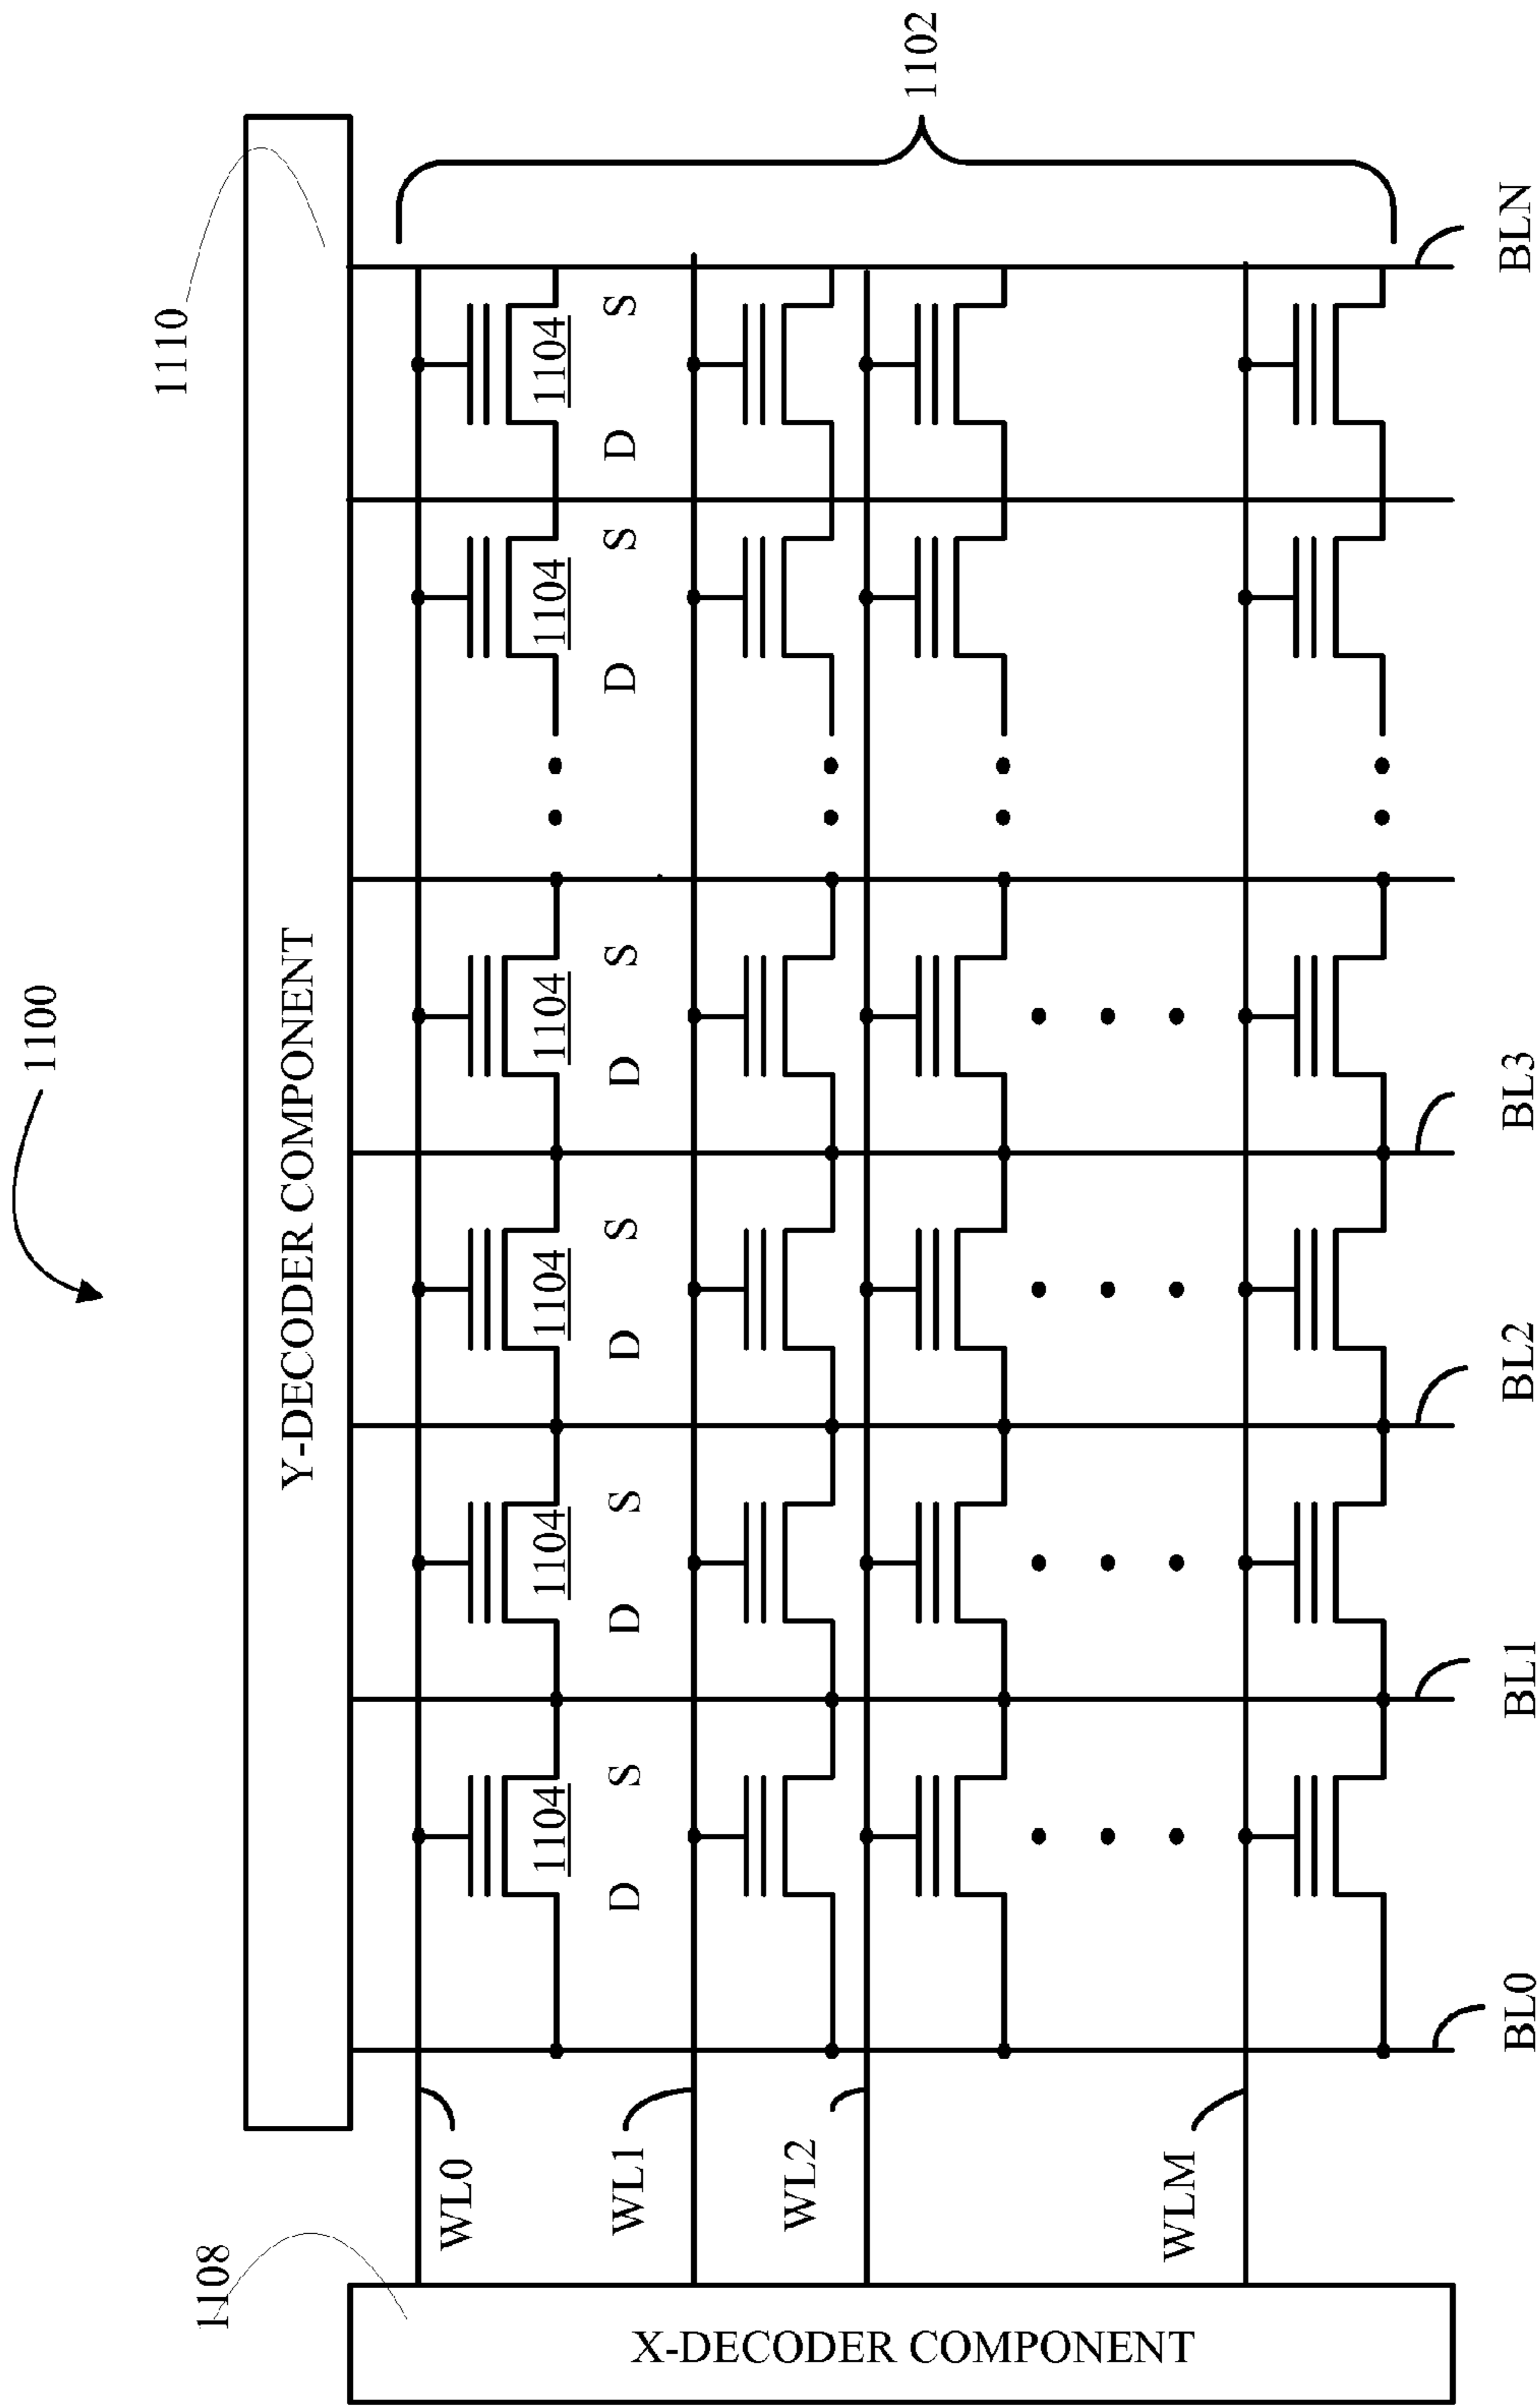 1100
Y-DECODER COMPONENT
1110
1108
WL0
1104
1104
1104
1104
1104
1104
D S D S D S D S D S D S
WL1
WL2
WLM
1102
X-DECODER COMPONENT
BL0
BL1
BL2
BL3
BLN